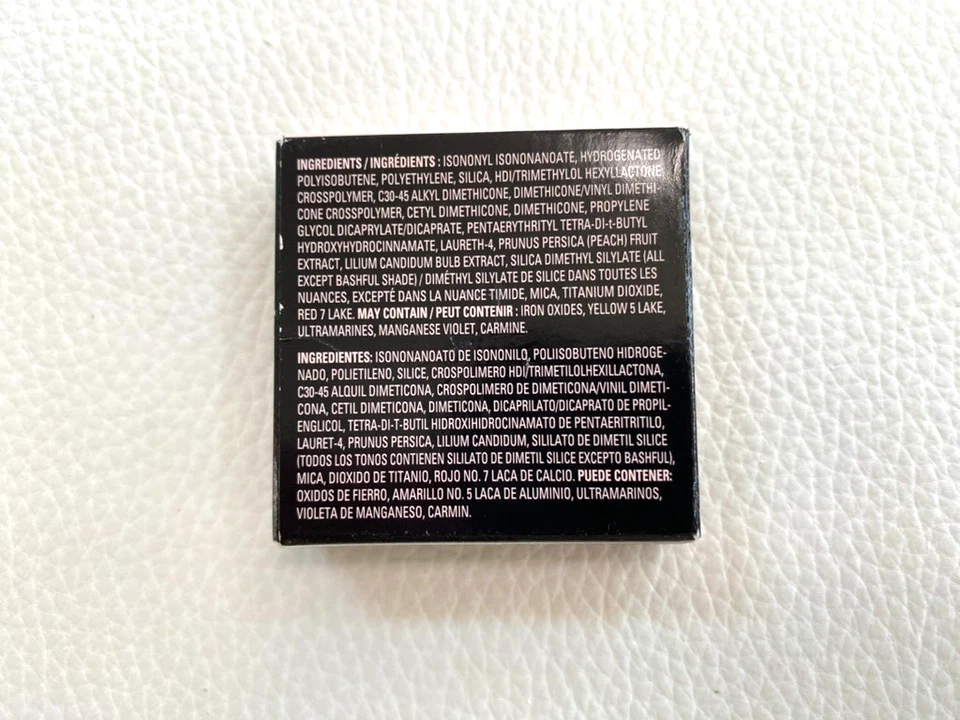 INGREDIENTS / INGRÉDIENTS : ISONONYL ISONONANOATE, HYDROGENATED
POLYISOBUTENE, POLYETHYLENE, SILICA, HDI/TRIMETHYLOL HEXYLLACTONE
CROSSPOLYMER, C30-45 ALKYL DIMETHICONE, DIMETHICONE/VINYL DIMETHI-
CONE CROSSPOLYMER, CETYL DIMETHICONE, DIMETHICONE, PROPYLENE
GLYCOL DICAPRYLATE/DICAPRATE, PENTAERYTHRITYL TETRA-DI-t-BUTYL
HYDROXYHYDROCINNAMATE, LAURETH-4, PRUNUS PERSICA (PEACH) FRUIT
EXTRACT, LILIUM CANDIDUM BULB EXTRACT, SILICA DIMETHYL SILYLATE (ALL
EXCEPT BASHFUL SHADE) / DIMÉTHYL SILYLATE DE SILICE DANS TOUTES LES
NUANCES, EXCEPTÉ DANS LA NUANCE TIMIDE, MICA, TITANIUM DIOXIDE,
RED 7 LAKE. MAY CONTAIN / PEUT CONTENIR : IRON OXIDES, YELLOW 5 LAKE,
ULTRAMARINES, MANGANESE VIOLET, CARMINE.
INGREDIENTES: ISONONANOATO DE ISONONILO, POLIISOBUTENO HIDROGE-
NADO, POLIETILENO, SILICE, CROSPOLIMERO HDI/TRIMETILOLHEXILLACTONA,
C30-45 ALQUIL DIMETICONA, CROSPOLIMERO DE DIMETICONA/VINIL DIMETI-
CONA, CETIL DIMETICONA, DIMETICONA, DICAPRILATO/DICAPRATO DE PROPIL-
ENGLICOL, TETRA-DI-T-BUTIL HIDROXIHIDROCINAMATO DE PENTAERITRITILO,
LAURET-4, PRUNUS PERSICA, LILIUM CANDIDUM, SILILATO DE DIMETIL SILICE
(TODOS LOS TONOS CONTIENEN SILILATO DE DIMETIL SILICE EXCEPTO BASHFUL),
MICA, DIOXIDO DE TITANIO, ROJO NO. 7 LACA DE CALCIO. PUEDE CONTENER:
OXIDOS DE FIERRO, AMARILLO NO. 5 LACA DE ALUMINIO, ULTRAMARINOS,
VIOLETA DE MANGANESO, CARMIN.